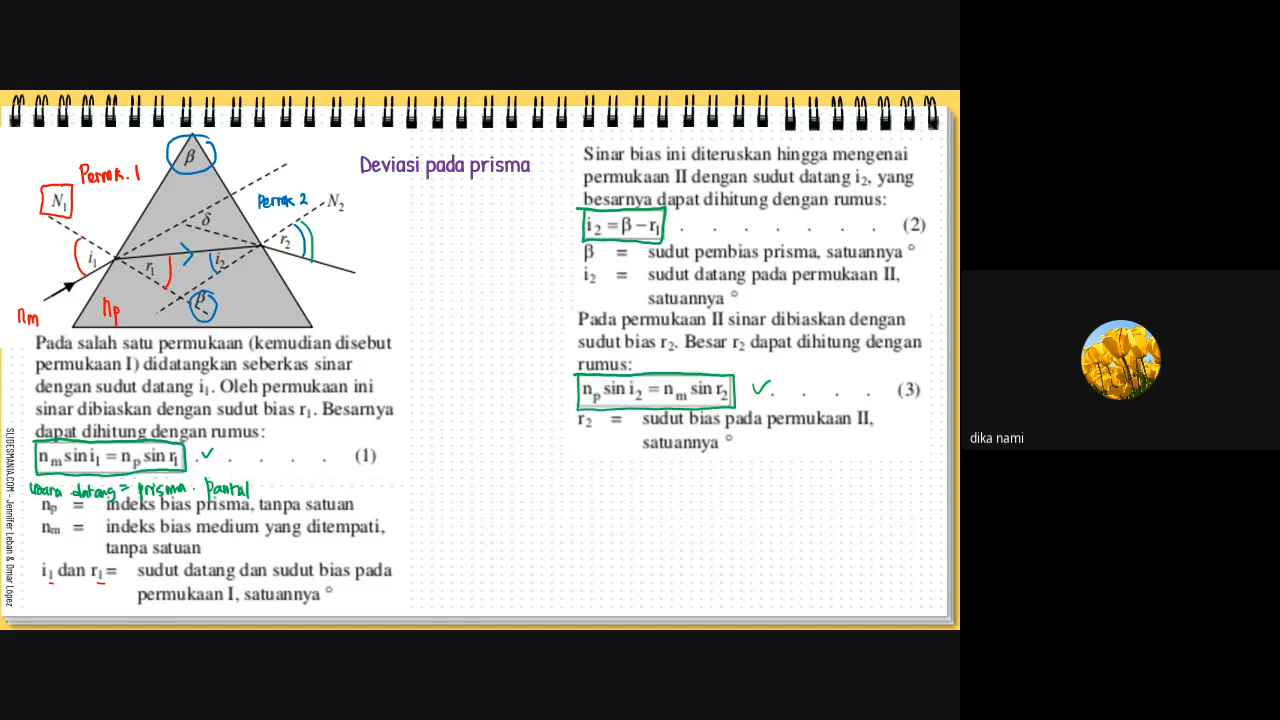 Deviasi pada prisma
Permk. 1
β
N₁
Permk 2
N₂
δ
i₁
r₁
i₂
r₂
β
nm
np
Pada salah satu permukaan (kemudian disebut
permukaan I) didatangkan seberkas sinar
dengan sudut datang i₁. Oleh permukaan ini
sinar dibiaskan dengan sudut bias r₁. Besarnya
dapat dihitung dengan rumus:
nₘ sin i₁ = nₚ sin r₁ . ✓ . . . . (1)
datang = prisma . pantul
nₚ = indeks bias prisma, tanpa satuan
nₘ = indeks bias medium yang ditempati,
tanpa satuan
i₁ dan r₁ = sudut datang dan sudut bias pada
permukaan I, satuannya °
Sinar bias ini diteruskan hingga mengenai
permukaan II dengan sudut datang i₂, yang
besarnya dapat dihitung dengan rumus:
i₂ = β − r₁ . . . . . . . (2)
β = sudut pembias prisma, satuannya °
i₂ = sudut datang pada permukaan II,
satuannya °
Pada permukaan II sinar dibiaskan dengan
sudut bias r₂. Besar r₂ dapat dihitung dengan
rumus:
nₚ sin i₂ = nₘ sin r₂ ✓ . . . . (3)
r₂ = sudut bias pada permukaan II,
satuannya °
SLIDESMANIA.COM - Jennifer Leban & Omar López
dika nami